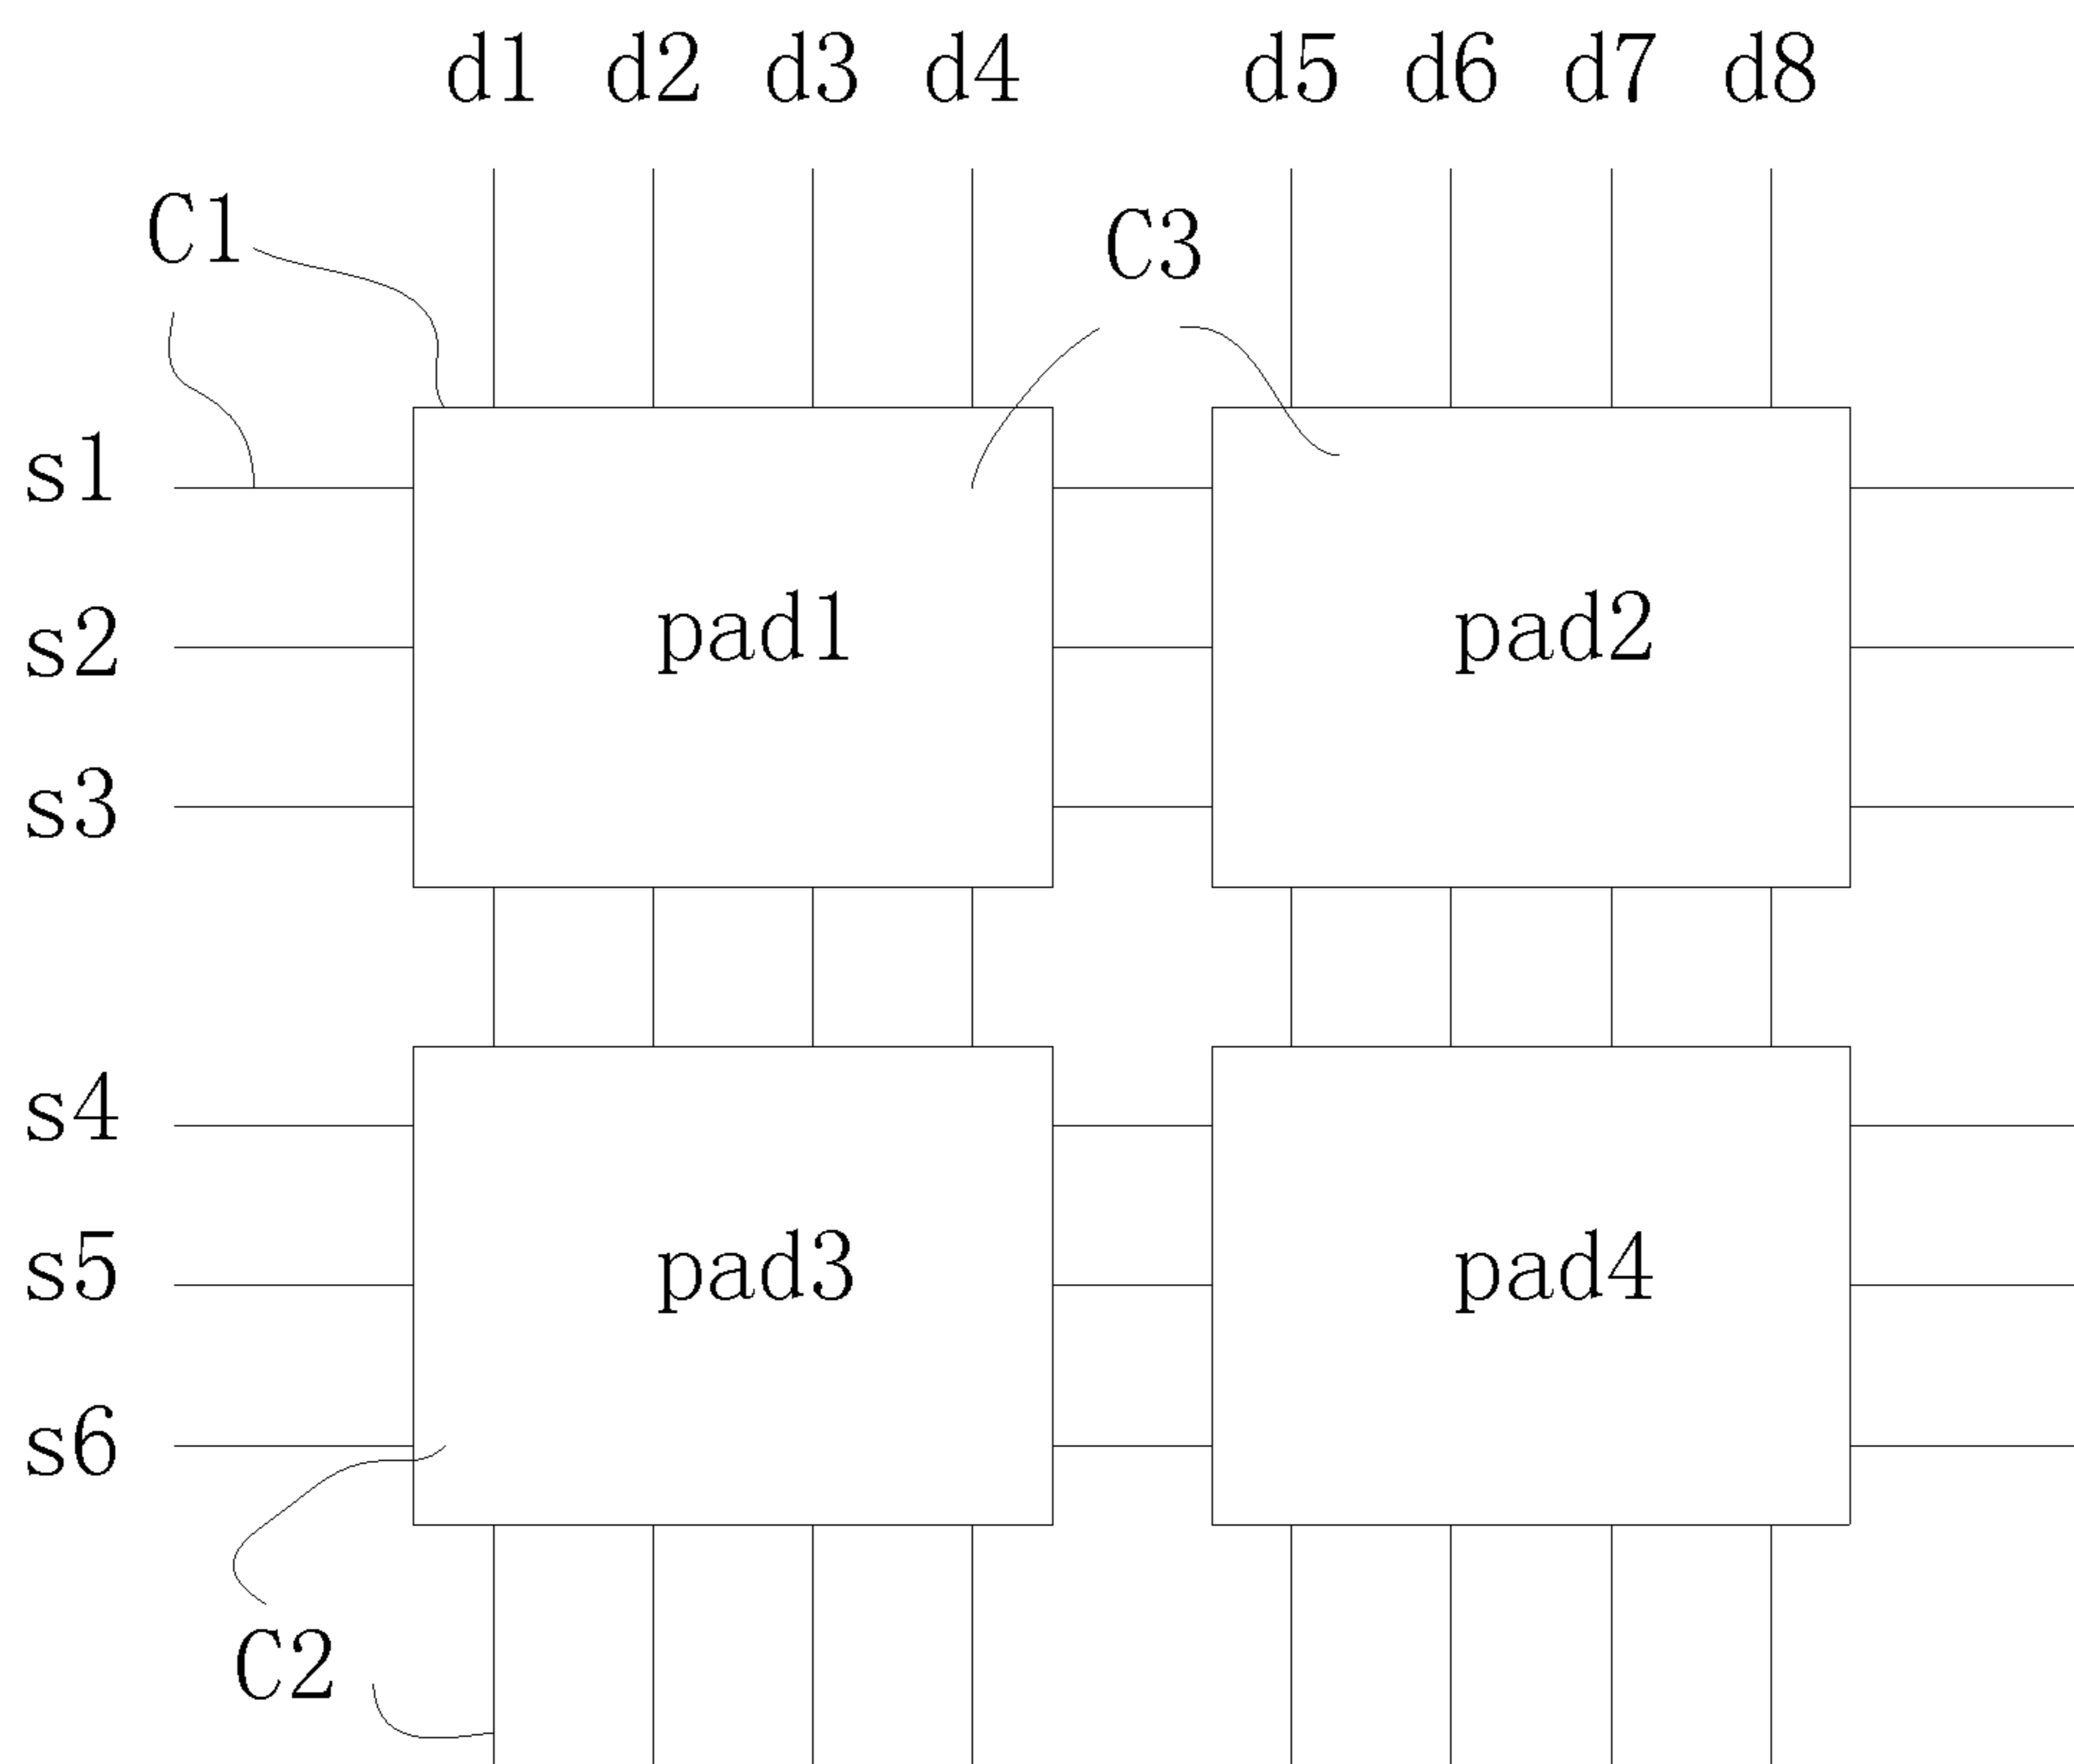 d1 d2 d3 d4 d5 d6 d7 d8
C1
C3
s1
s2
pad1
pad2
s3
s4
s5
pad3
pad4
s6
C2